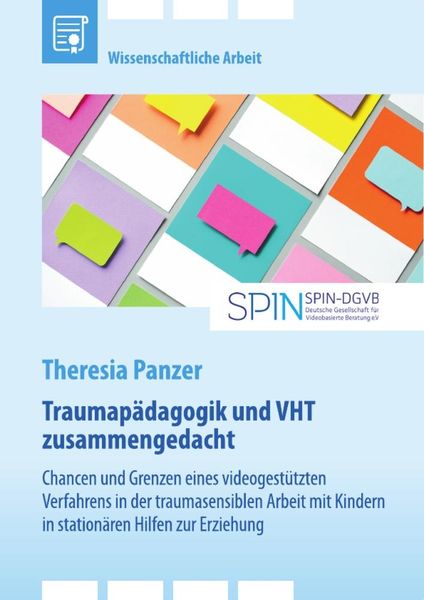 Wissenschaftliche Arbeit
SPIN
SPIN-DGVB
Deutsche Gesellschaft für
Videobasierte Beratung e.V.
Theresia Panzer
Traumapädagogik und VHT
zusammengedacht
Chancen und Grenzen eines videogestützten
Verfahrens in der traumasensiblen Arbeit mit Kindern
in stationären Hilfen zur Erziehung